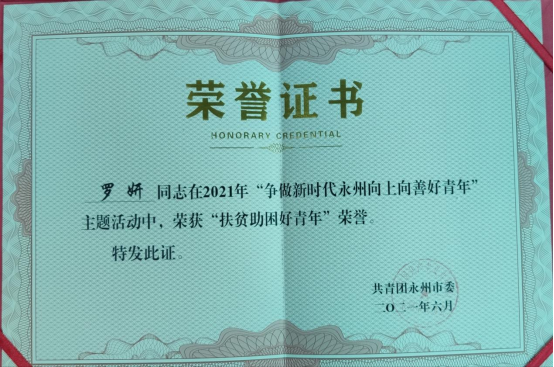 荣誉证书
HONORARY CREDENTIAL
罗妍 同志在2021年“争做新时代永州向上向善好青年”
主题活动中，荣获“扶贫助困好青年”荣誉。
特发此证。
共青团永州市委
二〇二一年六月